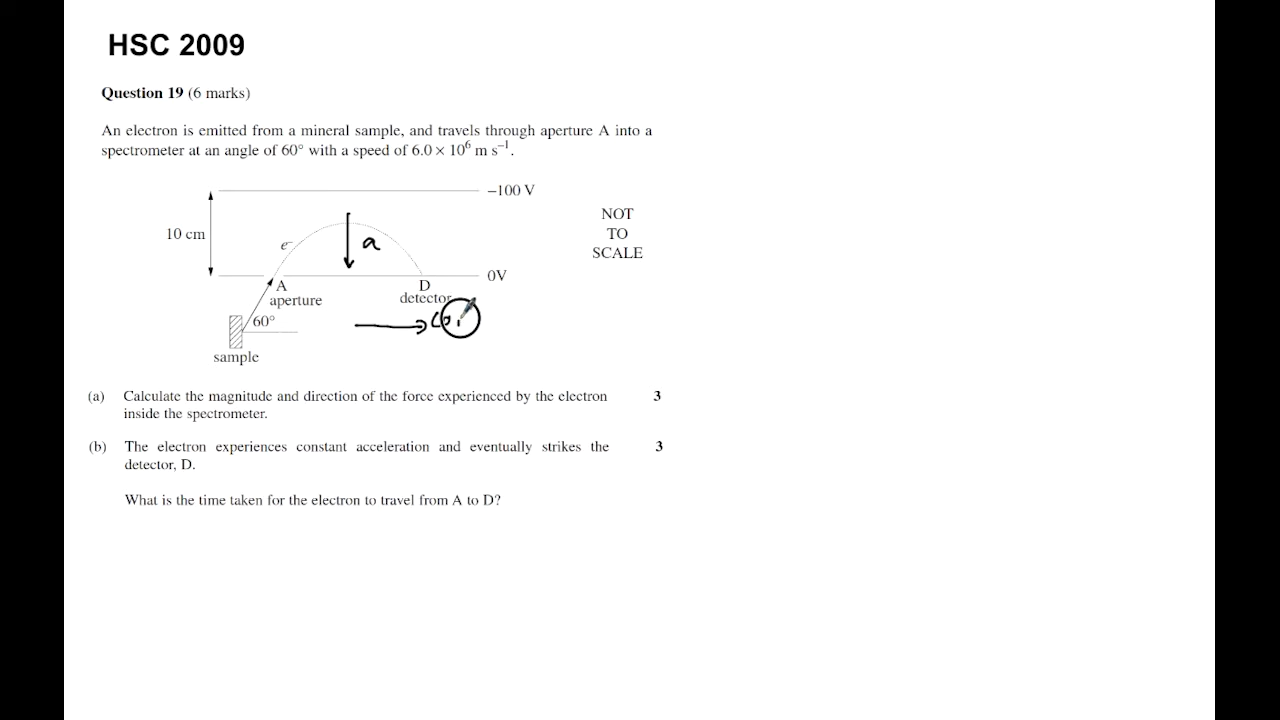 HSC 2009
Question 19 (6 marks)
An electron is emitted from a mineral sample, and travels through aperture A into a
spectrometer at an angle of 60° with a speed of 6.0 × 10⁶ m s⁻¹.
–100 V
NOT
TO
SCALE
10 cm
e⁻
a
0V
A
aperture
D
detector
60°
sample
(a) Calculate the magnitude and direction of the force experienced by the electron inside the spectrometer. 3
(b) The electron experiences constant acceleration and eventually strikes the 3
detector, D.
What is the time taken for the electron to travel from A to D?